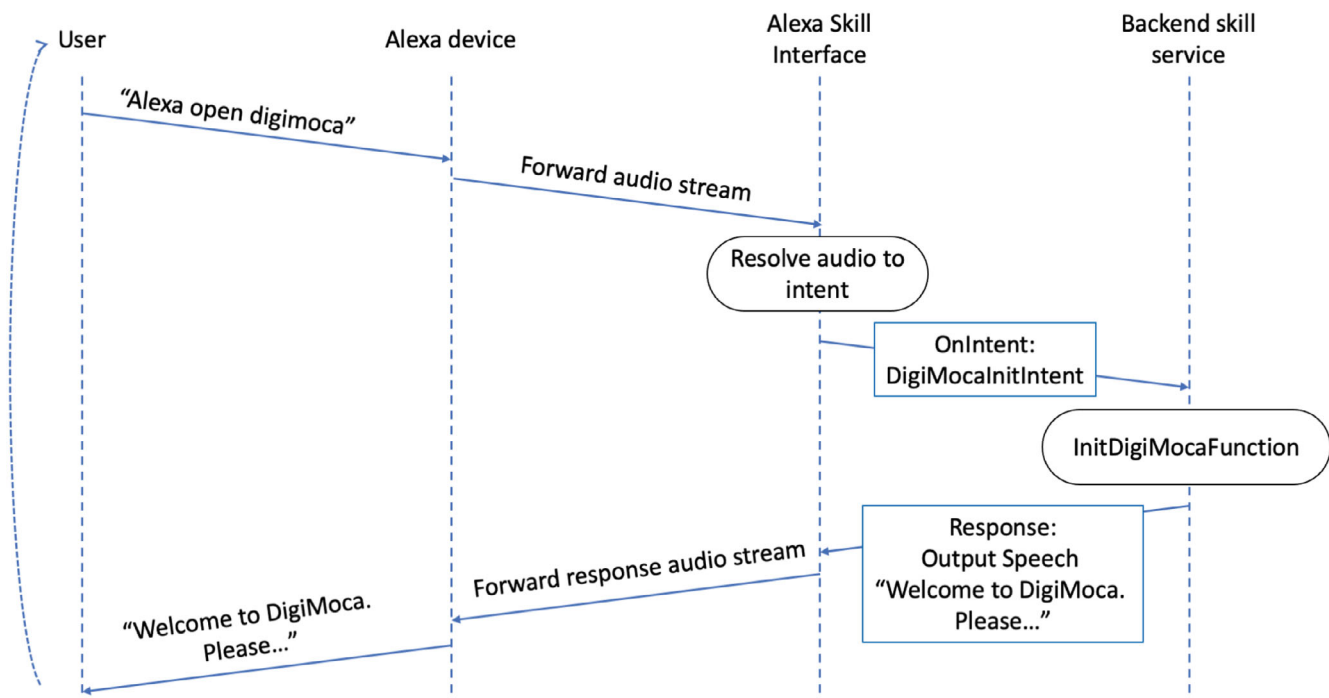 User
Alexa device
Alexa Skill
Interface
Backend skill
service
“Alexa open digimoca”
Forward audio stream
Resolve audio to
intent
OnIntent:
DigiMocaInitIntent
InitDigiMocaFunction
Response:
Output Speech
“Welcome to DigiMoca.
Please...”
Forward response audio stream
“Welcome to DigiMoca.
Please...”